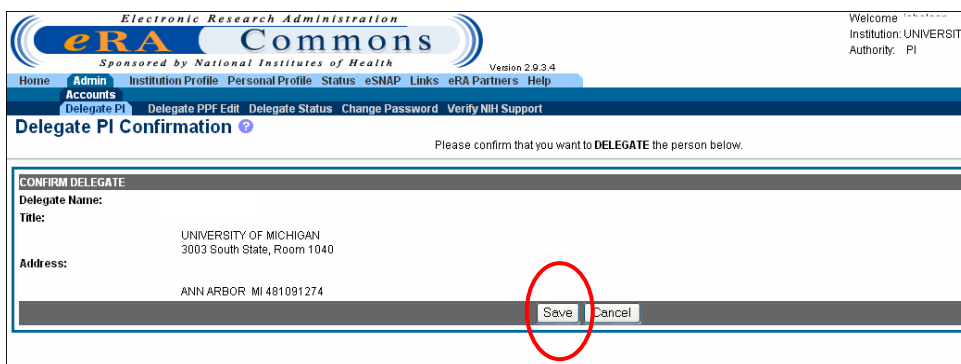 Electronic Research Administration
eRA Commons
Sponsored by National Institutes of Health
Version 2.9.3.4
Welcome
Institution: UNIVERSIT
Authority: PI
Home Admin Institution Profile Personal Profile Status eSNAP Links eRA Partners Help
Accounts
Delegate PI Delegate PPF Edit Delegate Status Change Password Verify NIH Support
Delegate PI Confirmation ?
Please confirm that you want to DELEGATE the person below.
CONFIRM DELEGATE
Delegate Name:
Title:
UNIVERSITY OF MICHIGAN
3003 South State, Room 1040
Address:
ANN ARBOR MI 481091274
Save Cancel